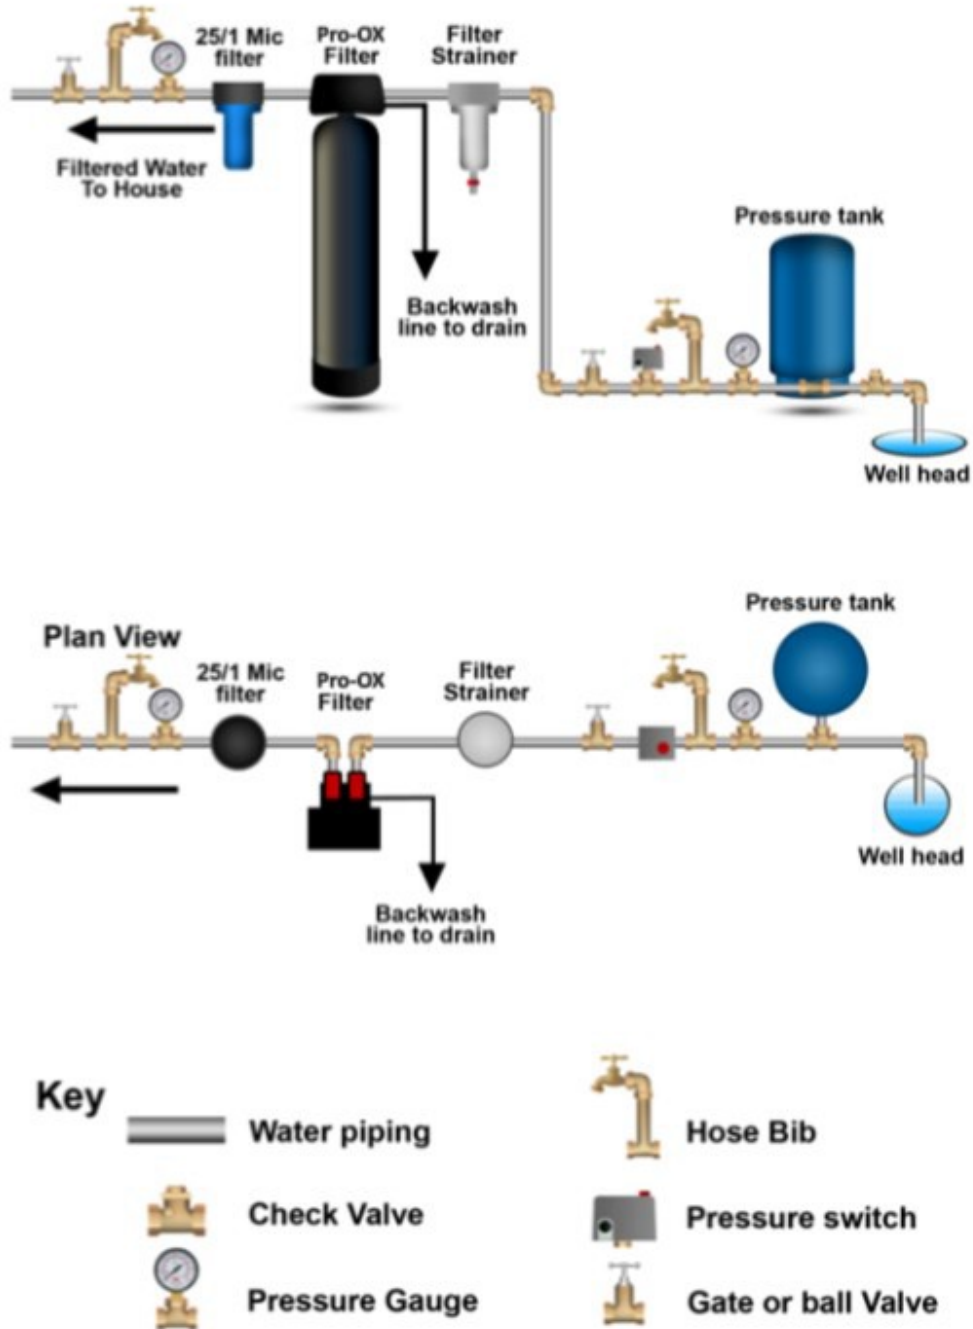 25/1 Mic
filter
Pro-OX
Filter
Filter
Strainer
Filtered Water
To House
Backwash
line to drain
Pressure tank
Well head
Plan View
25/1 Mic
filter
Pro-OX
Filter
Filter
Strainer
Pressure tank
Well head
Backwash
line to drain
Key
Water piping
Hose Bib
Check Valve
Pressure switch
Pressure Gauge
Gate or ball Valve